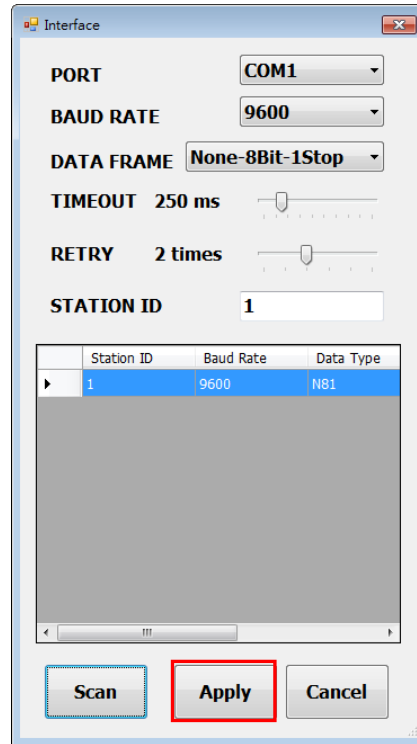 Interface
PORT COM1
BAUD RATE 9600
DATA FRAME None-8Bit-1Stop
TIMEOUT 250 ms
RETRY 2 times
STATION ID 1
Station ID Baud Rate Data Type
1 9600 N81
Scan Apply Cancel